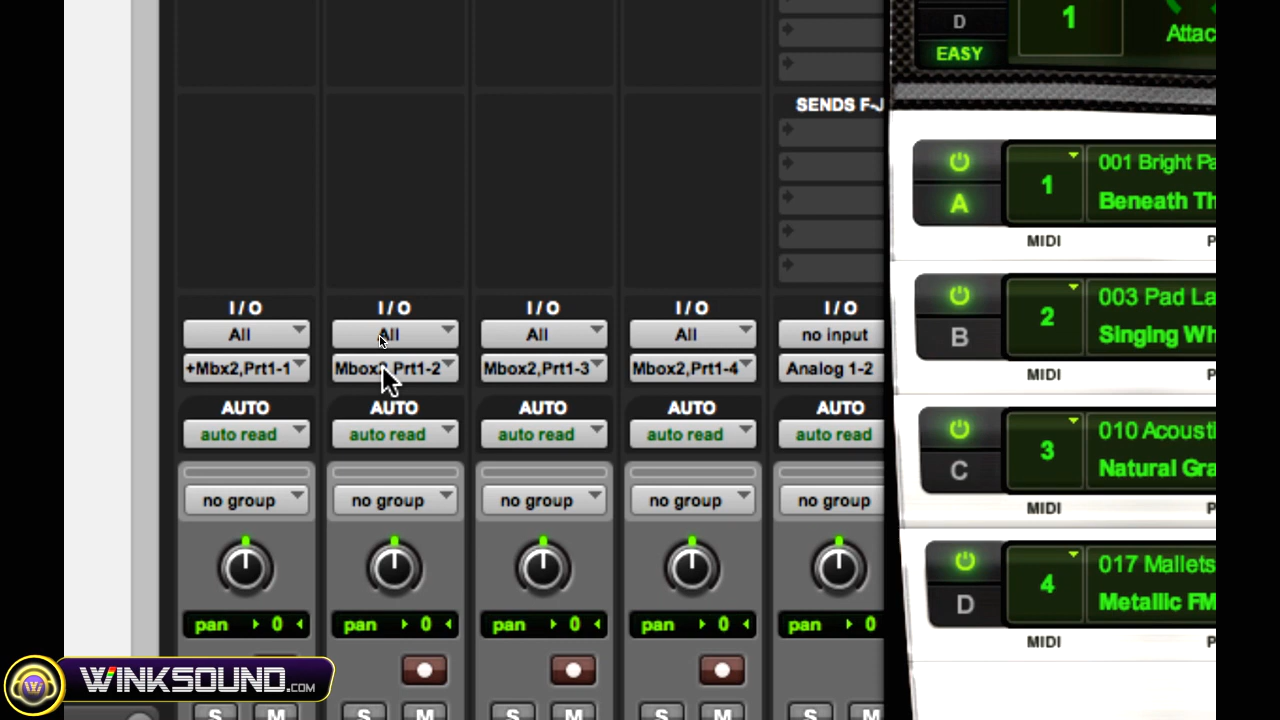 D
1
Attac
EASY
SENDS F-J
A
1
001 Bright Pa
Beneath Th
MIDI
P
B
2
003 Pad La
Singing Wh
MIDI
P
C
3
010 Acousti
Natural Gra
MIDI
P
D
4
017 Mallets
Metallic FM
MIDI
P
I / O I / O I / O I / O I / O
All All All All no input
+Mbx2,Prt1-1 Mbox2,Prt1-2 Mbox2,Prt1-3 Mbox2,Prt1-4 Analog 1-2
AUTO AUTO AUTO AUTO AUTO
auto read auto read auto read auto read auto read
no group no group no group no group no group
pan 0 pan 0 pan 0 pan 0 pan 0
S M S M S M S M S M
WINKSOUND.COM